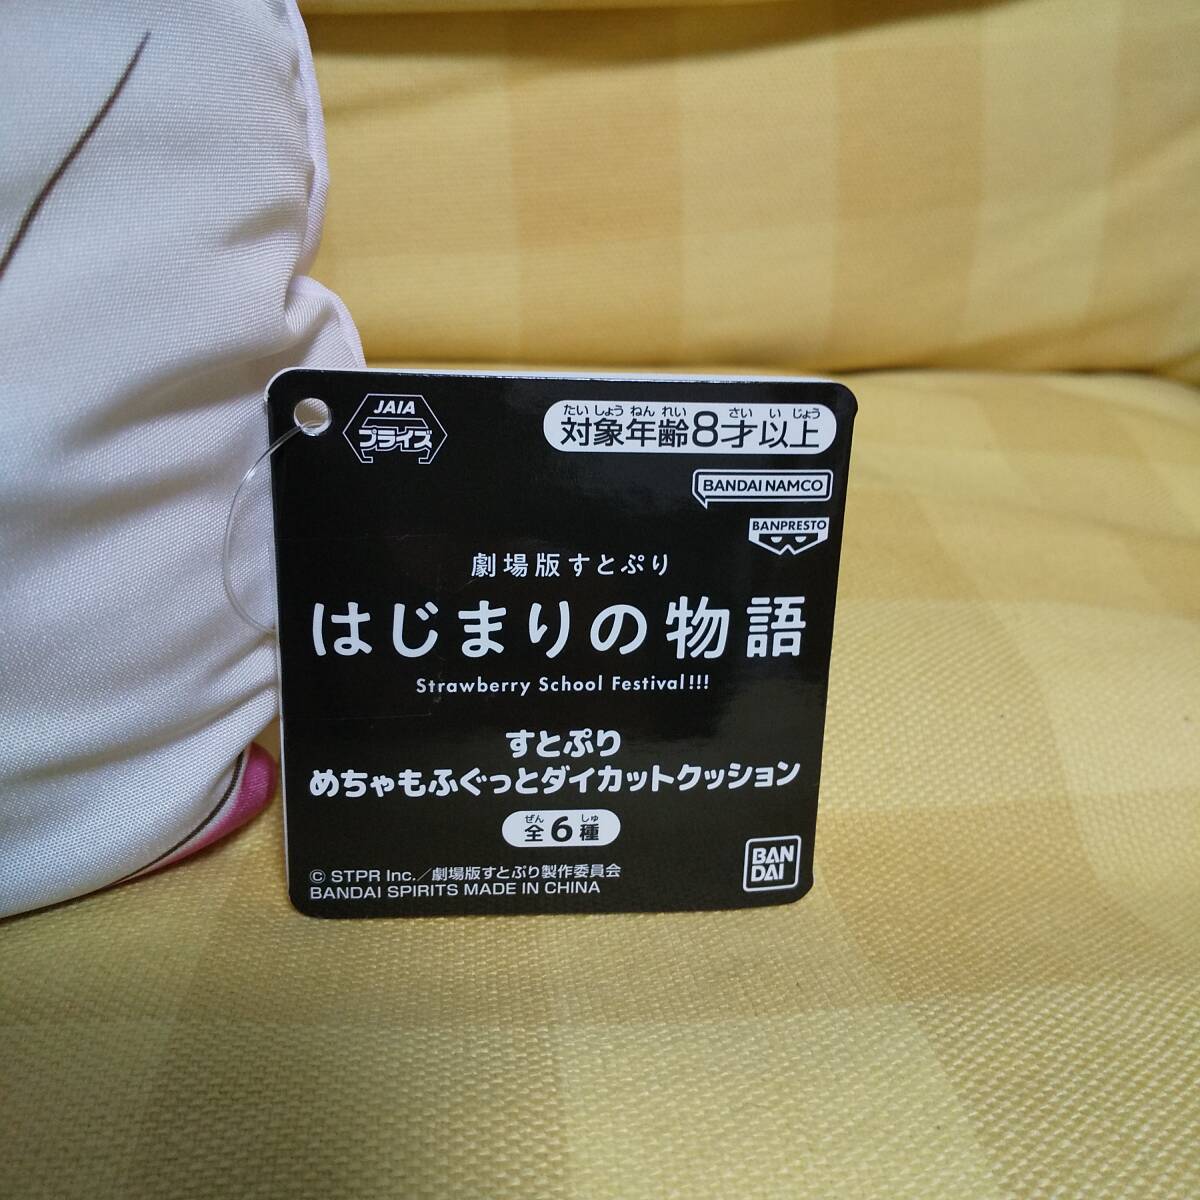 JAIA
プライズ
たいしょうねんれい さいいじょう
対象年齢8才以上
BANDAI NAMCO
BANPRESTO
劇場版すとぷり
はじまりの物語
Strawberry School Festival!!!
すとぷり
めちゃもふぐっとダイカットクッション
ぜん しゅ
全6種
© STPR Inc.／劇場版すとぷり製作委員会
BANDAI SPIRITS MADE IN CHINA
BAN
DAI